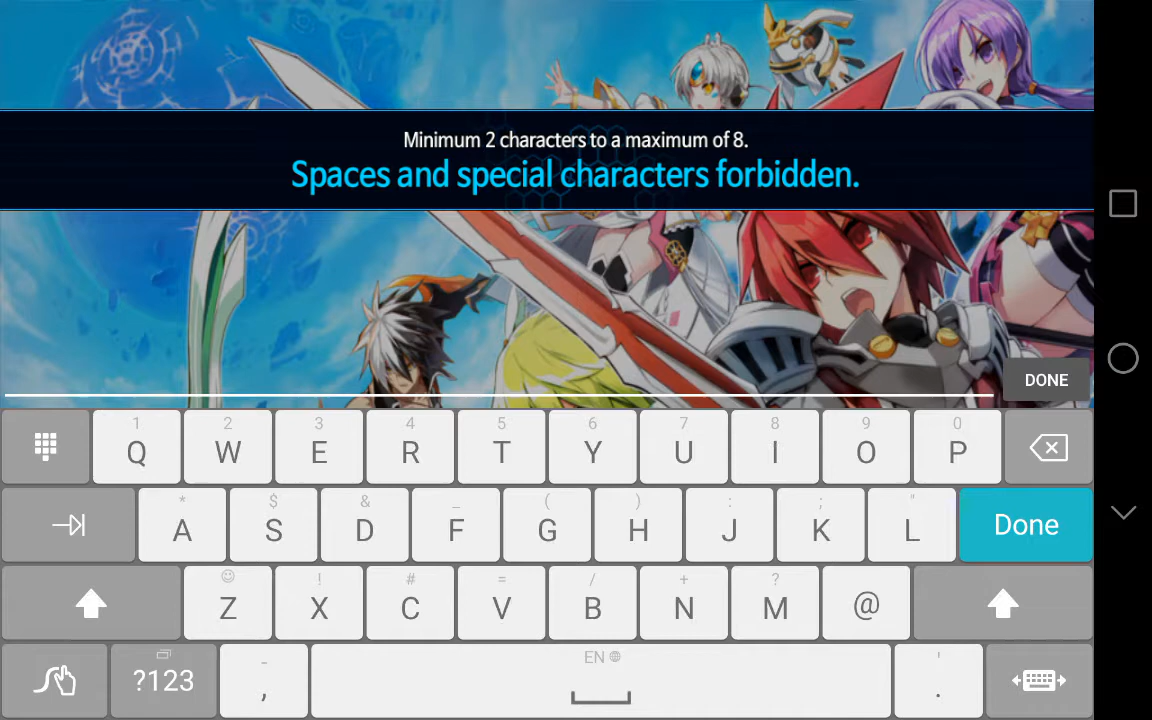 Minimum 2 characters to a maximum of 8.
Spaces and special characters forbidden.
DONE
1 2 3 4 5 6 7 8 9 0
Q W E R T Y U I O P
* $ & _ ( ) : ; "
A S D F G H J K L Done
! # = / + ?
Z X C V B N M @
- EN '
?123 , .